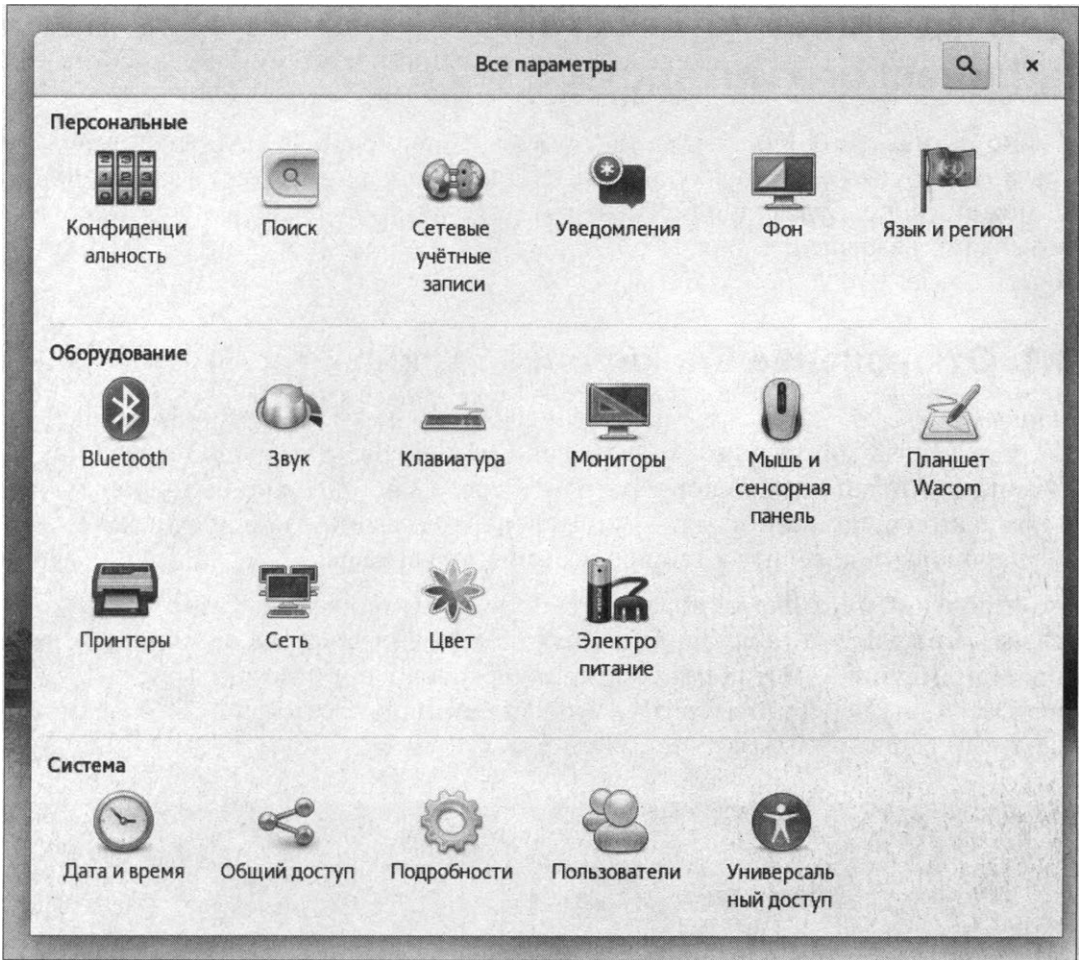 Все параметры
Персональные
Конфиденци
альность
Поиск
Сетевые
учётные
записи
Уведомления
Фон
Язык и регион
Оборудование
Bluetooth
Звук
Клавиатура
Мониторы
Мышь и
сенсорная
панель
Планшет
Wacom
Принтеры
Сеть
Цвет
Электро
питание
Система
Дата и время
Общий доступ
Подробности
Пользователи
Универсаль
ный доступ